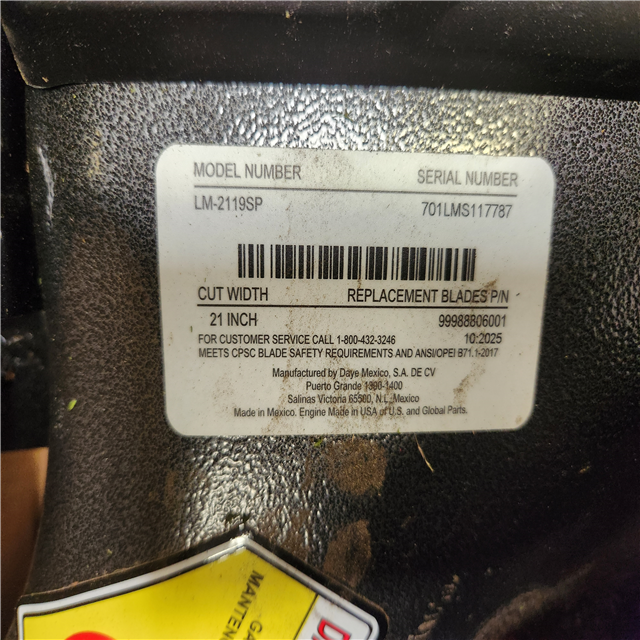 MODEL NUMBER SERIAL NUMBER
LM-2119SP 701LMS117787
CUT WIDTH REPLACEMENT BLADES P/N
21 INCH 99988806001
FOR CUSTOMER SERVICE CALL 1-800-432-3246 10:2025
MEETS CPSC BLADE SAFETY REQUIREMENTS AND ANSI/OPEI B71.1-2017
Manufactured by Daye Mexico, S.A. DE CV
Puerto Grande 1390-1400
Salinas Victoria 65500, N.L. Mexico
Made in Mexico. Engine Made in USA of U.S. and Global Parts.